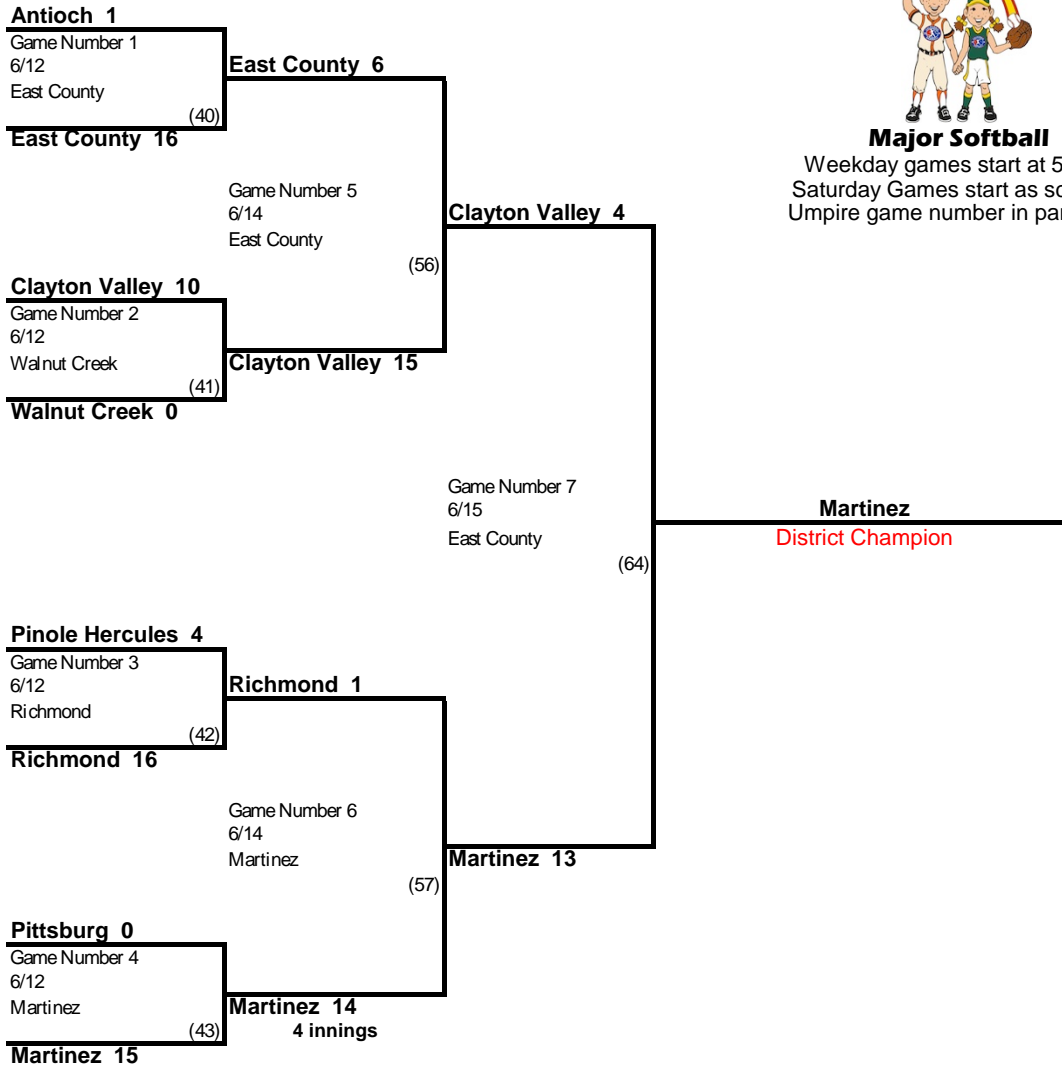 Antioch 1
Game Number 1
6/12
East County
(40)
East County 16
East County 6
Game Number 5
6/14
East County
(56)
Clayton Valley 10
Game Number 2
6/12
Walnut Creek
(41)
Walnut Creek 0
Clayton Valley 15
Clayton Valley 4
Game Number 7
6/15
East County
(64)
Major Softball
Weekday games start at 5
Saturday Games start as
Umpire game number in
Martinez
District Champion
Pinole Hercules 4
Game Number 3
6/12
Richmond
(42)
Richmond 16
Richmond 1
Game Number 6
6/14
Martinez
(57)
Martinez 13
Pittsburg 0
Game Number 4
6/12
Martinez
(43)
Martinez 15
Martinez 14
4 innings